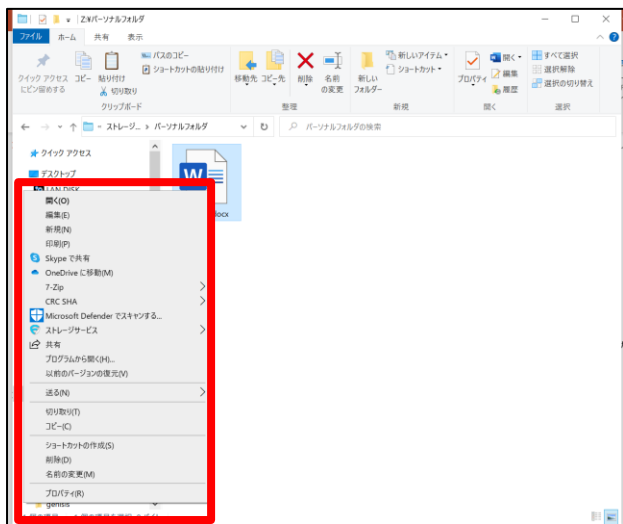 Z:¥パーソナルフォルダ
ファイル ホーム 共有 表示
クイック アクセスにピン留めする
コピー
貼り付け
パスのコピー
ショートカットの貼り付け
切り取り
クリップボード
移動先 コピー先 削除 名前の変更
整理
新しいフォルダー
新しいアイテム
ショートカット
新規
プロパティ
開く
編集
履歴
開く
すべて選択
選択解除
選択の切り替え
選択
ストレージ... パーソナルフォルダ
パーソナルフォルダの検索
クイック アクセス
デスクトップ
LAN DISK
W
.docx
開く(O)
編集(E)
新規(N)
印刷(P)
Skype で共有
OneDrive に移動(M)
7-Zip
CRC SHA
Microsoft Defender でスキャンする...
ストレージサービス
共有
プログラムから開く(H)...
以前のバージョンの復元(V)
送る(N)
切り取り(T)
コピー(C)
ショートカットの作成(S)
削除(D)
名前の変更(M)
プロパティ(R)
genisis